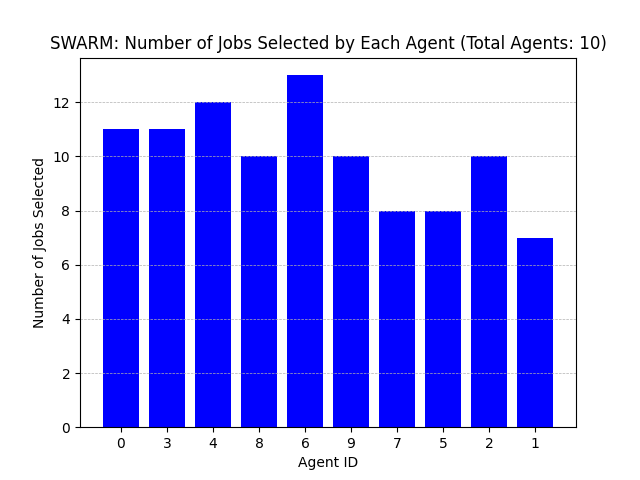 SWARM: Number of Jobs Selected by Each Agent (Total Agents: 10)
Number of Jobs Selected
12
10
8
6
4
2
0
0 3 4 8 6 9 7 5 2 1
Agent ID